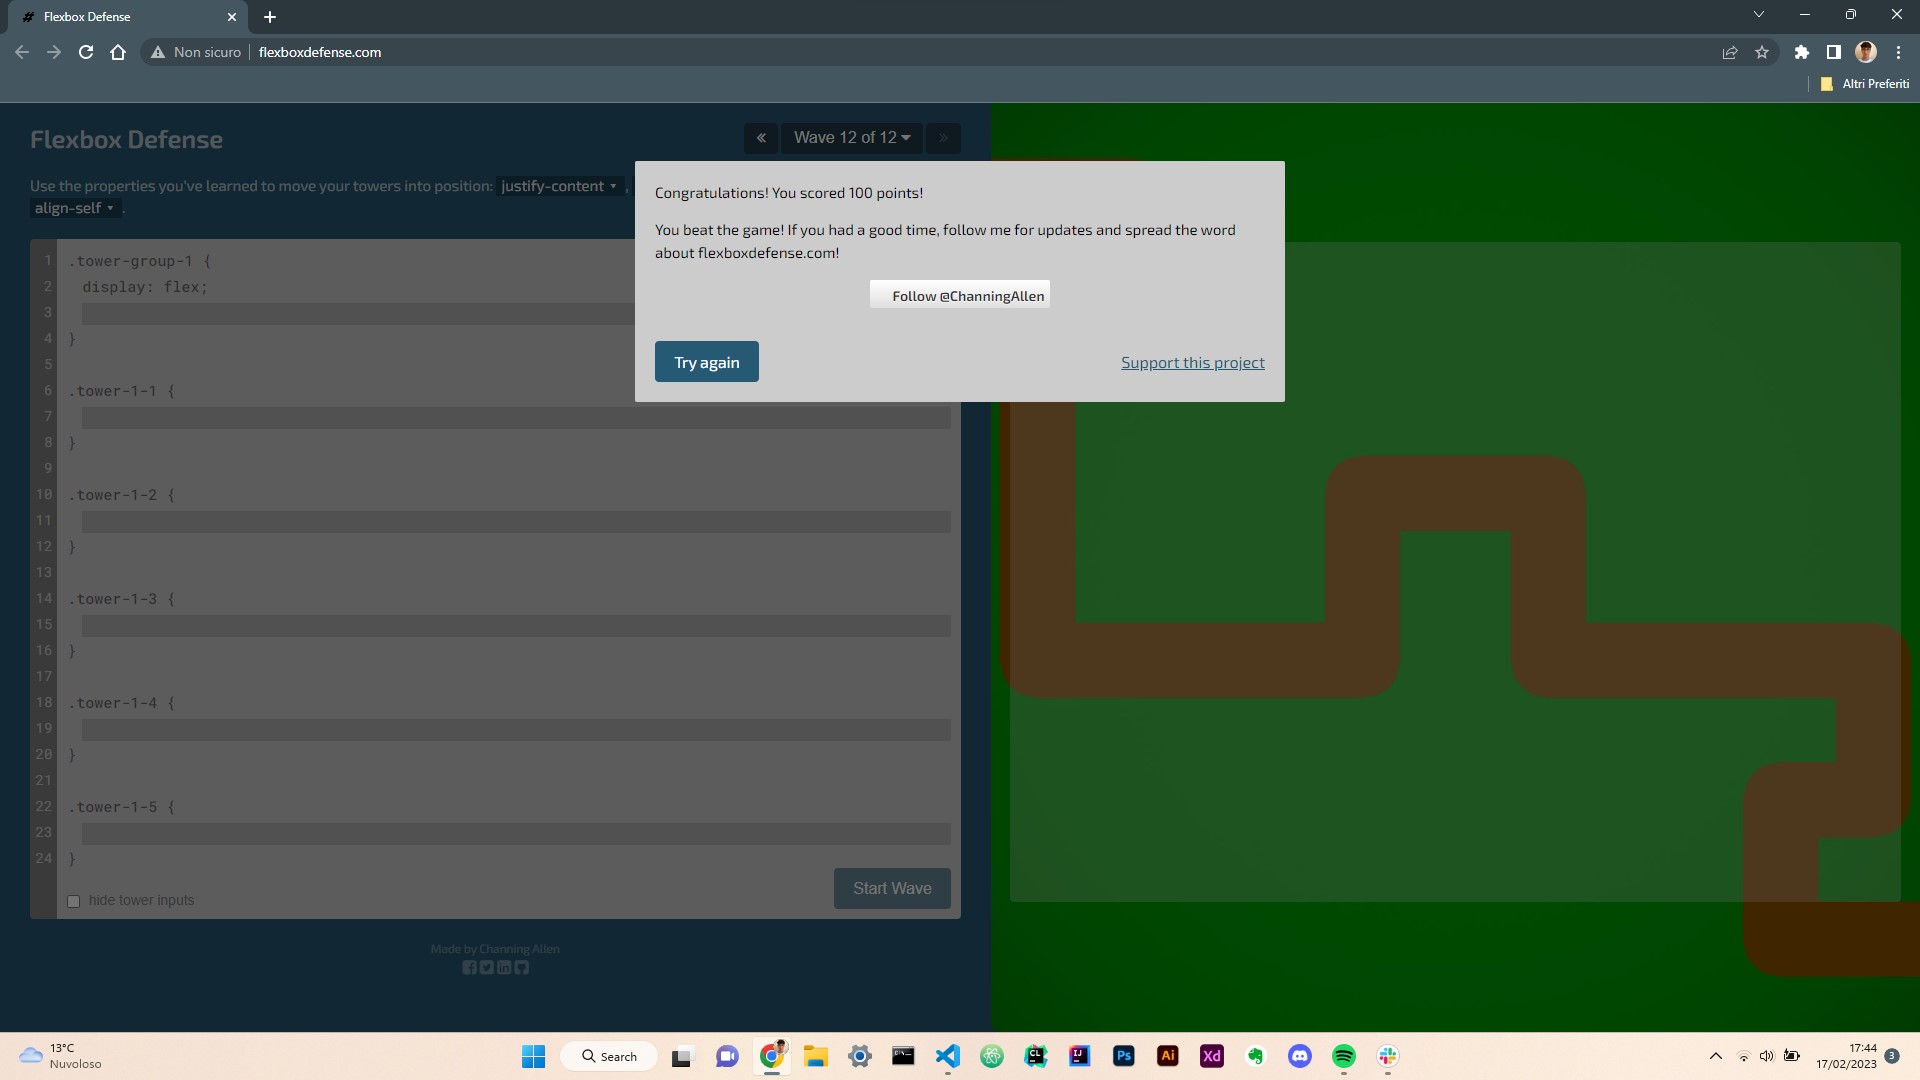 Flexbox Defense
Non sicuro
flexboxdefense.com
Altri Preferiti
Flexbox Defense
Wave 12 of 12
Use the properties you've learned to move your towers into position: justify-content ,
align-self .
Congratulations! You scored 100 points!
You beat the game! If you had a good time, follow me for updates and spread the word
about flexboxdefense.com!
Follow @ChanningAllen
Try again
Support this project
1 .tower-group-1 {
2 display: flex;
3
4 }
5
6 .tower-1-1 {
7
8 }
9
10 .tower-1-2 {
11
12 }
13
14 .tower-1-3 {
15
16 }
17
18 .tower-1-4 {
19
20 }
21
22 .tower-1-5 {
23
24 }
hide tower inputs
Start Wave
Made by Channing Allen
13°C
Nuvoloso
Search
CL
IJ
Ps
Ai
Xd
17:44
17/02/2023
3